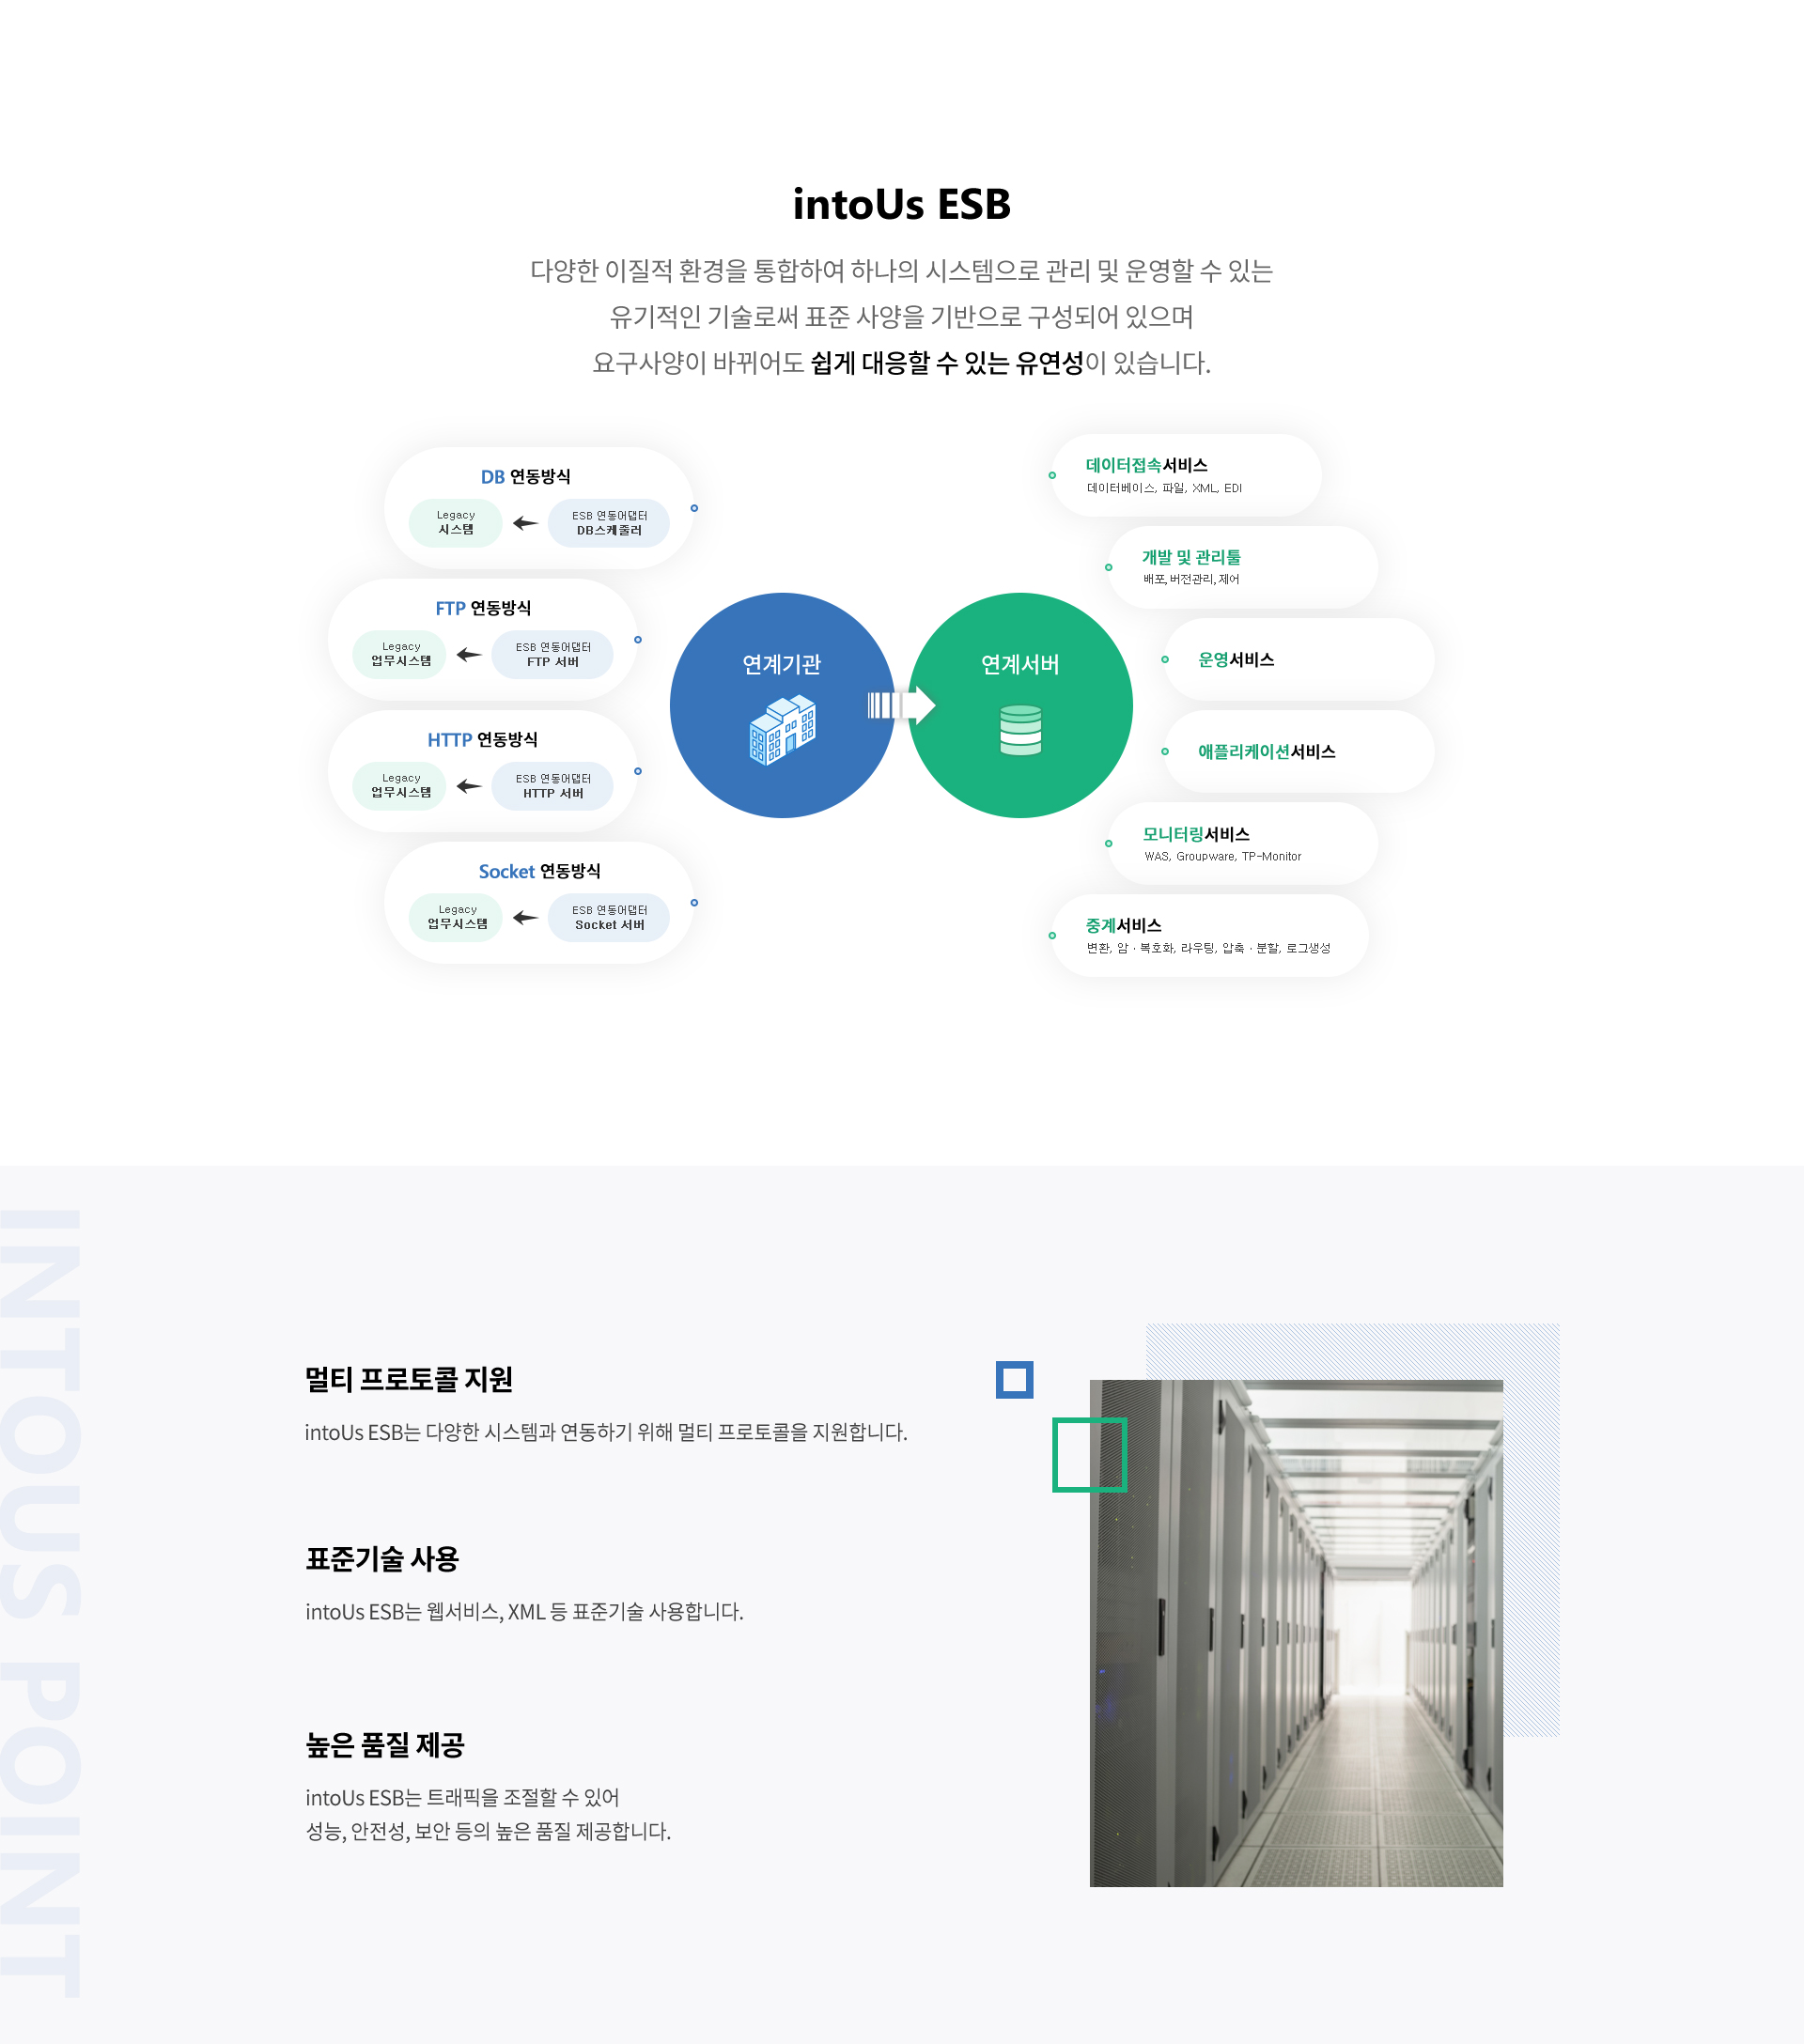 intoUs ESB
다양한 이질적 환경을 통합하여 하나의 시스템으로 관리 및 운영할 수 있는
유기적인 기술로써 표준 사양을 기반으로 구성되어 있으며
요구사양이 바뀌어도 쉽게 대응할 수 있는 유연성이 있습니다.
DB 연동방식
Legacy
시스템
ESB 연동어댑터
DB스케줄러
FTP 연동방식
Legacy
업무시스템
ESB 연동어댑터
FTP 서버
HTTP 연동방식
Legacy
업무시스템
ESB 연동어댑터
HTTP 서버
Socket 연동방식
Legacy
업무시스템
ESB 연동어댑터
Socket 서버
연계기관
연계서버
데이터접속서비스
데이터베이스, 파일, XML, EDI
개발 및 관리툴
배포, 버전관리, 제어
운영서비스
애플리케이션서비스
모니터링서비스
WAS, Groupware, TP-Monitor
중계서비스
변환, 암 · 복호화, 라우팅, 압축 · 분할, 로그생성
INTOUS POINT
멀티 프로토콜 지원
intoUs ESB는 다양한 시스템과 연동하기 위해 멀티 프로토콜을 지원합니다.
표준기술 사용
intoUs ESB는 웹서비스, XML 등 표준기술 사용합니다.
높은 품질 제공
intoUs ESB는 트래픽을 조절할 수 있어
성능, 안전성, 보안 등의 높은 품질 제공합니다.